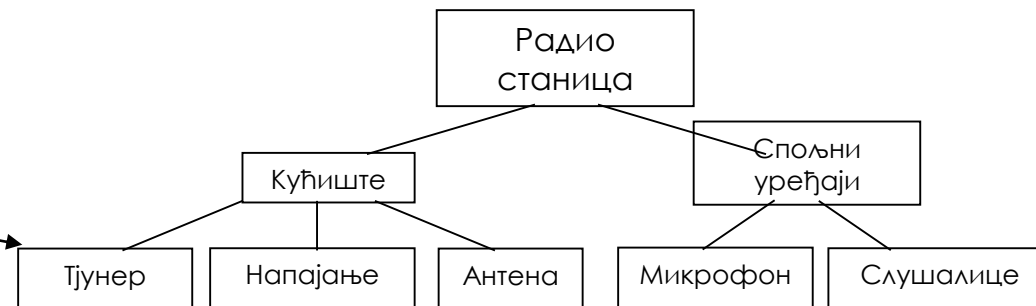 Радио
станица
Спољни
уређаји
Кућиште
Тјунер
Напајање
Антена
Микрофон
Слушалице